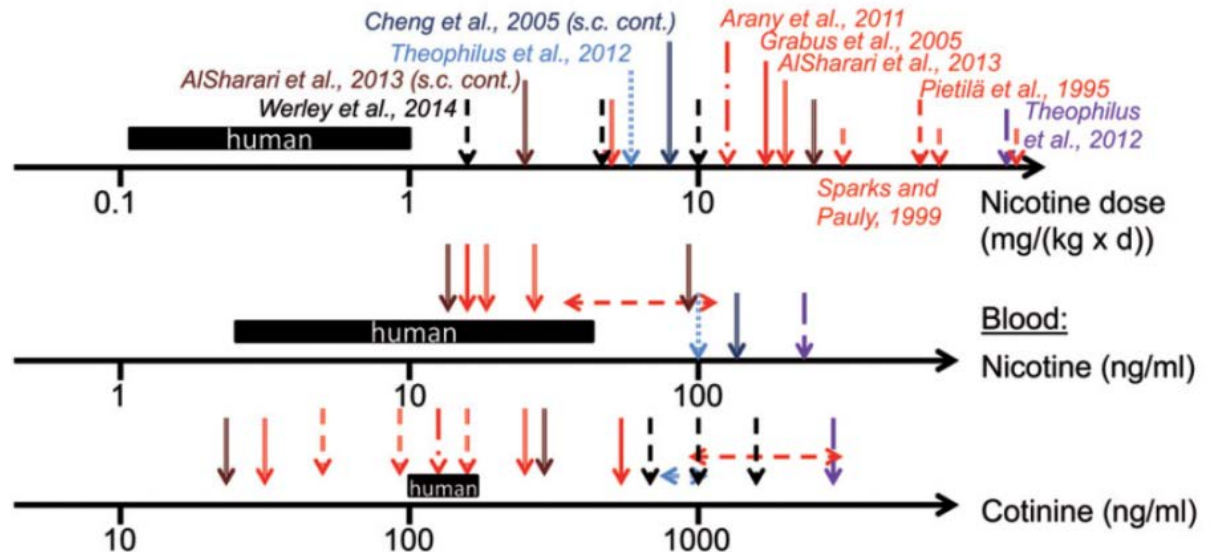 Cheng et al., 2005 (s.c. cont.)
Arany et al., 2011
Grabus et al., 2005
Theophilus et al., 2012
AlSharari et al., 2013
AlSharari et al., 2013 (s.c. cont.)
Pietilä et al., 1995
Werley et al., 2014
Theophilus
et al., 2012
human
0.1
1
10
Sparks and
Pauly, 1999
Nicotine dose
(mg/(kg x d))
human
Blood:
1
10
100
Nicotine (ng/ml)
human
10
100
1000
Cotinine (ng/ml)